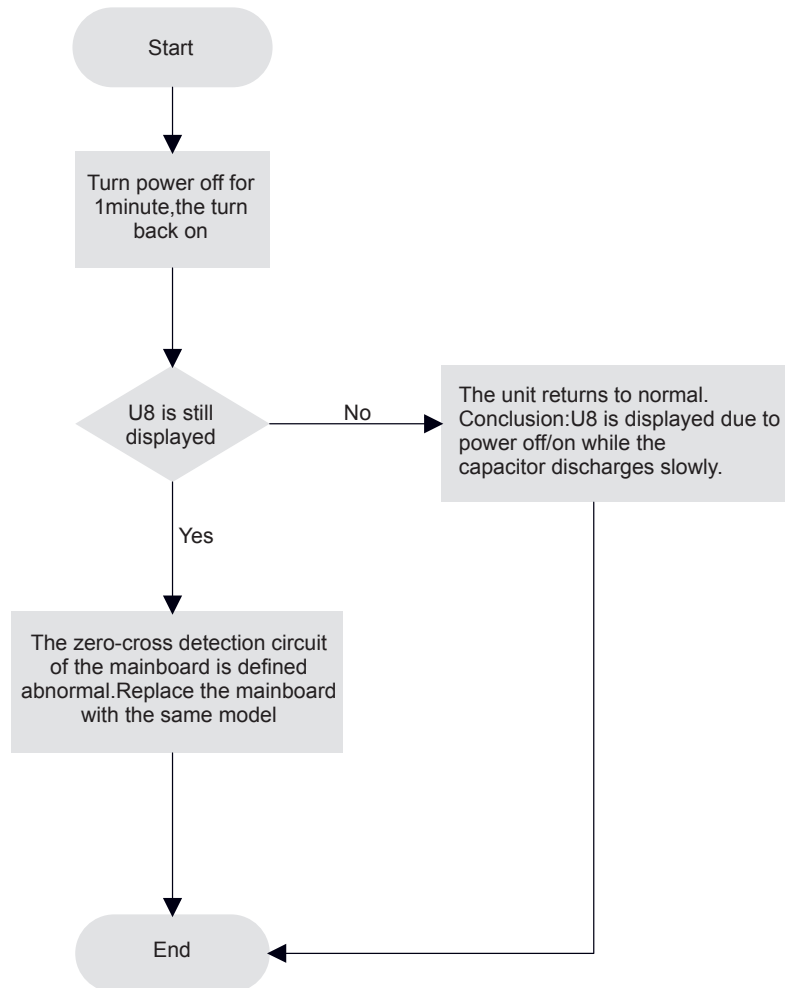 Start
Turn power off for
1minute,the turn
back on
U8 is still
displayed
No
The unit returns to normal.
Conclusion:U8 is displayed due to
power off/on while the
capacitor discharges slowly.
Yes
The zero-cross detection circuit
of the mainboard is defined
abnormal.Replace the mainboard
with the same model
End